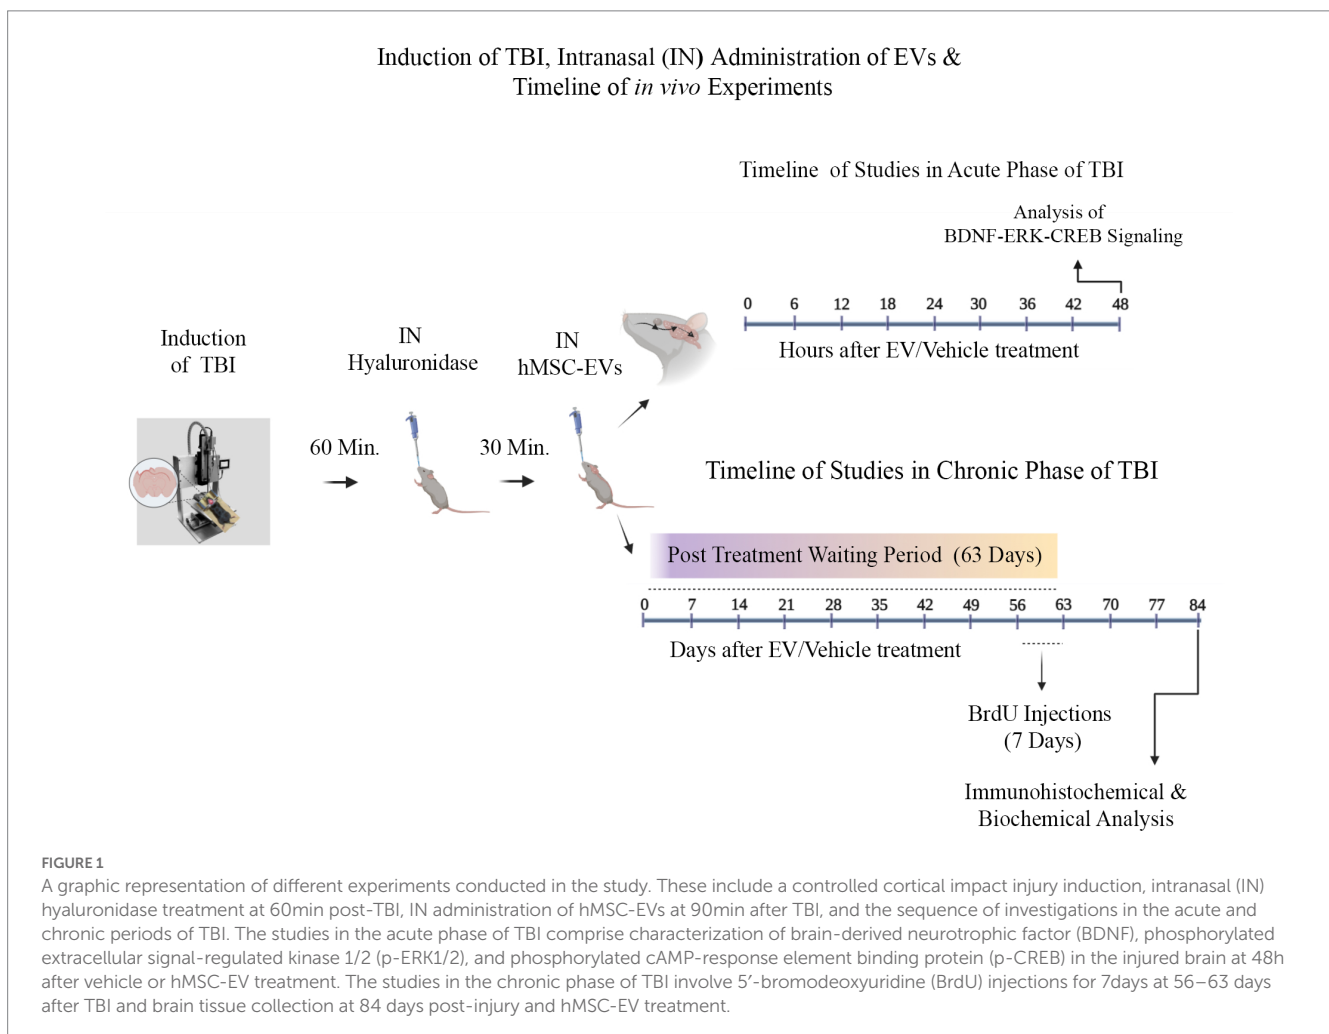 Induction of TBI, Intranasal (IN) Administration of EVs &
Timeline of in vivo Experiments
Timeline of Studies in Acute Phase of TBI
Analysis of
BDNF-ERK-CREB Signaling
0 6 12 18 24 30 36 42 48
Hours after EV/Vehicle treatment
Induction
of TBI
IN
Hyaluronidase
IN
hMSC-EVs
60 Min.
30 Min.
Timeline of Studies in Chronic Phase of TBI
Post Treatment Waiting Period (63 Days)
0 7 14 21 28 35 42 49 56 63 70 77 84
Days after EV/Vehicle treatment
BrdU Injections
(7 Days)
Immunohistochemical &
Biochemical Analysis
FIGURE 1
A graphic representation of different experiments conducted in the study. These include a controlled cortical impact injury induction, intranasal (IN)
hyaluronidase treatment at 60min post-TBI, IN administration of hMSC-EVs at 90min after TBI, and the sequence of investigations in the acute and
chronic periods of TBI. The studies in the acute phase of TBI comprise characterization of brain-derived neurotrophic factor (BDNF), phosphorylated
extracellular signal-regulated kinase 1/2 (p-ERK1/2), and phosphorylated cAMP-response element binding protein (p-CREB) in the injured brain at 48h
after vehicle or hMSC-EV treatment. The studies in the chronic phase of TBI involve 5′-bromodeoxyuridine (BrdU) injections for 7days at 56–63 days
after TBI and brain tissue collection at 84 days post-injury and hMSC-EV treatment.